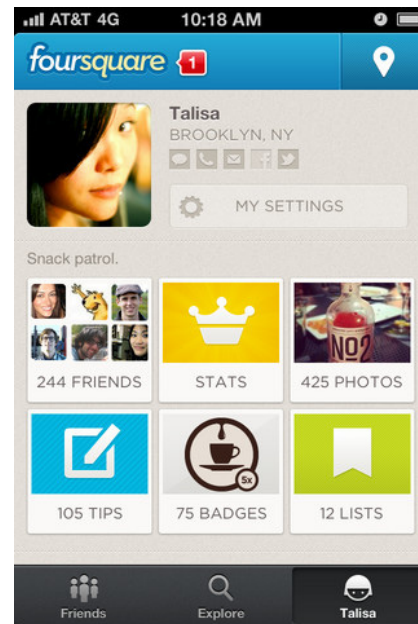 AT&T 4G 10:18 AM
foursquare 1
Talisa
BROOKLYN, NY
MY SETTINGS
Snack patrol.
244 FRIENDS STATS 425 PHOTOS
No2
5x
105 TIPS 75 BADGES 12 LISTS
Friends Explore Talisa